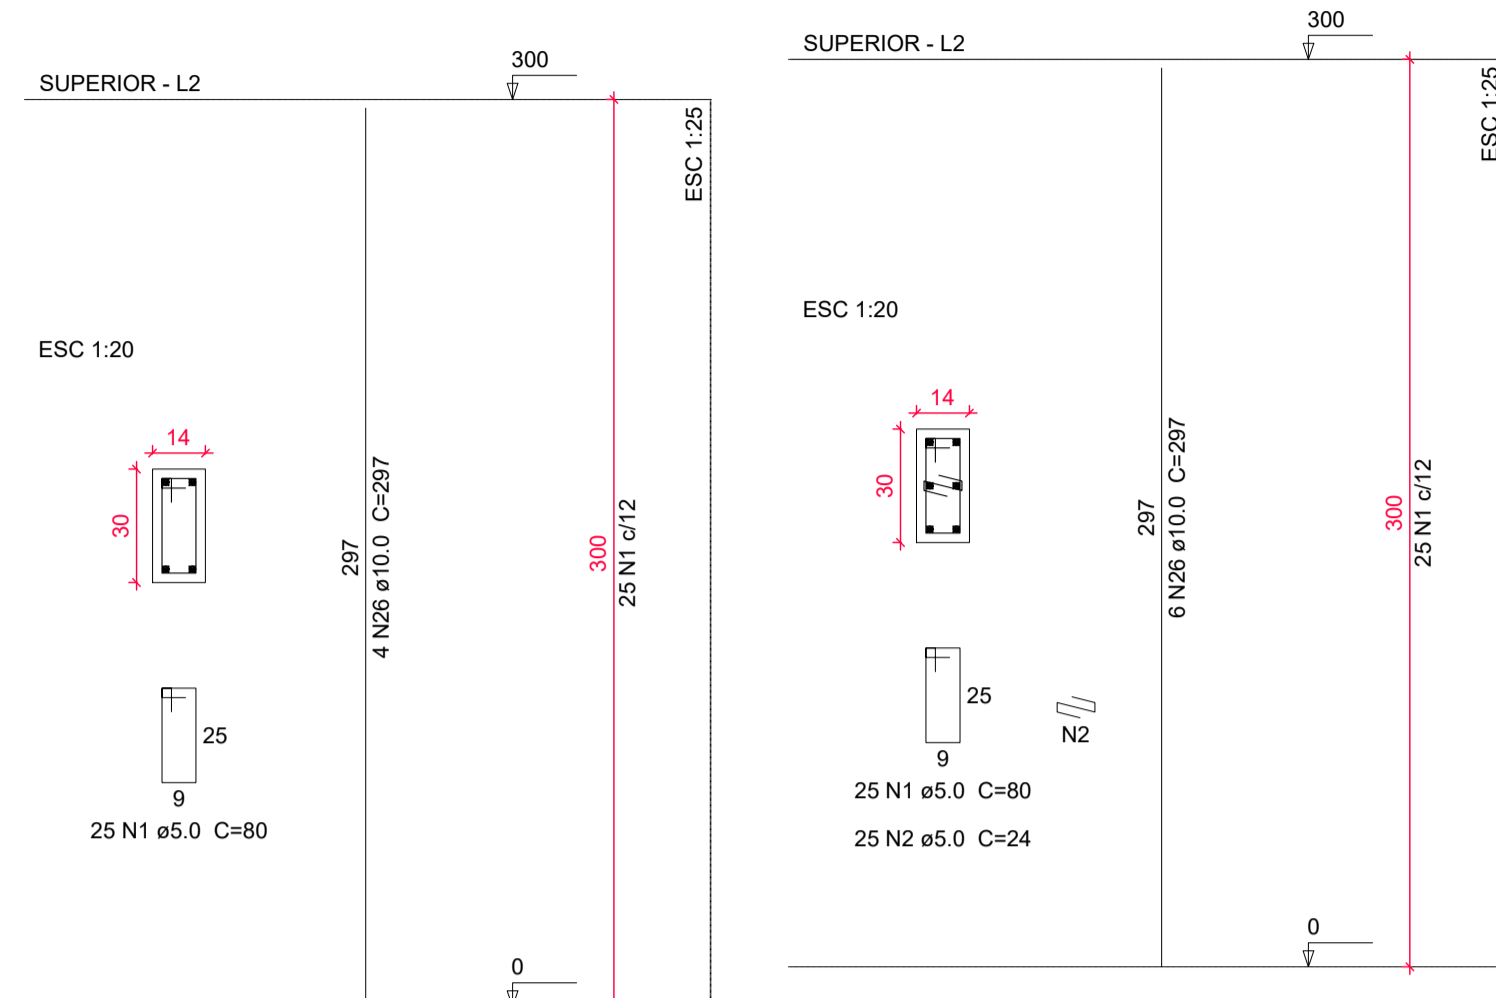 SUPERIOR - L2
300
ESC 1:25
ESC 1:20
14
30
297
4 N26 ø10.0 C=297
300
25 N1 c/12
25
9
25 N1 ø5.0 C=80
0
SUPERIOR - L2
300
ESC 1:25
ESC 1:20
14
30
297
6 N26 ø10.0 C=297
300
25 N1 c/12
25
9
N2
25 N1 ø5.0 C=80
25 N2 ø5.0 C=24
0